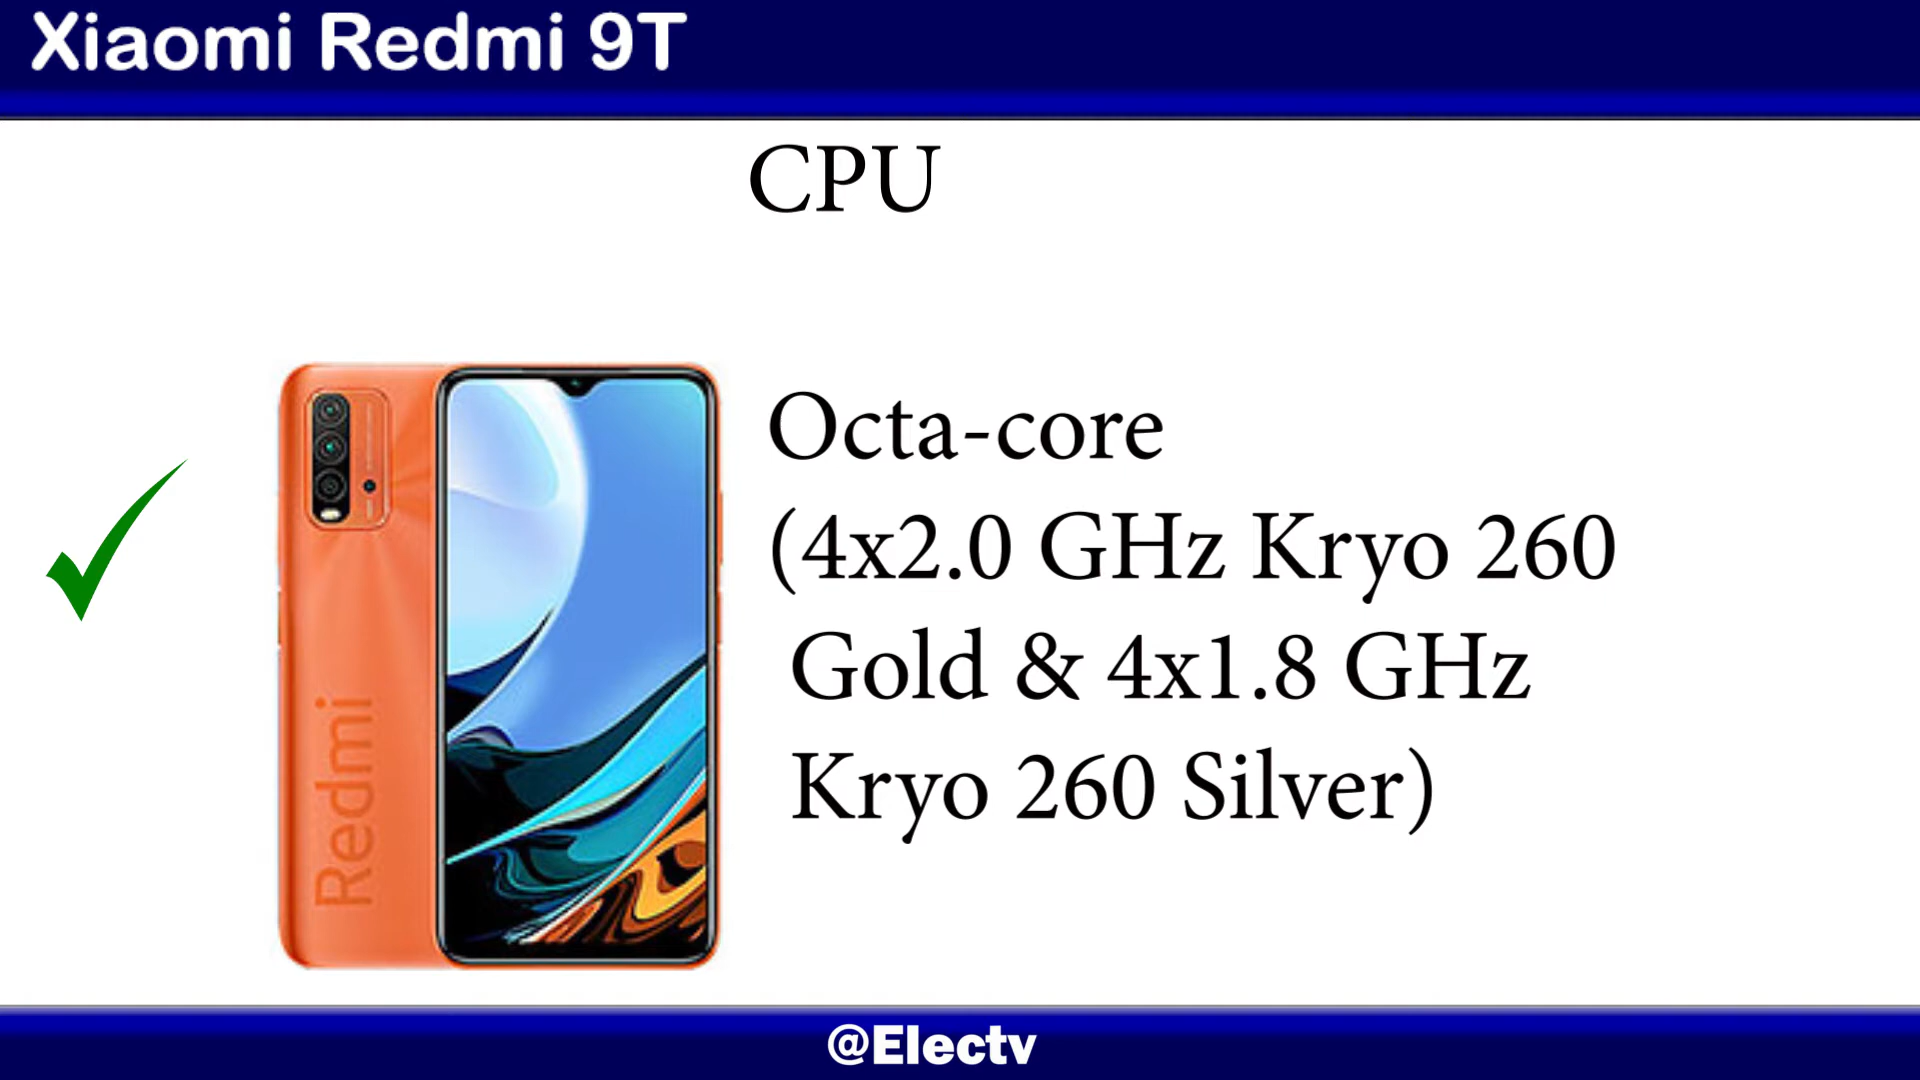 Xiaomi Redmi 9T
CPU
Octa-core
(4x2.0 GHz Kryo 260
Gold & 4x1.8 GHz
Kryo 260 Silver)
Redmi
@Electv